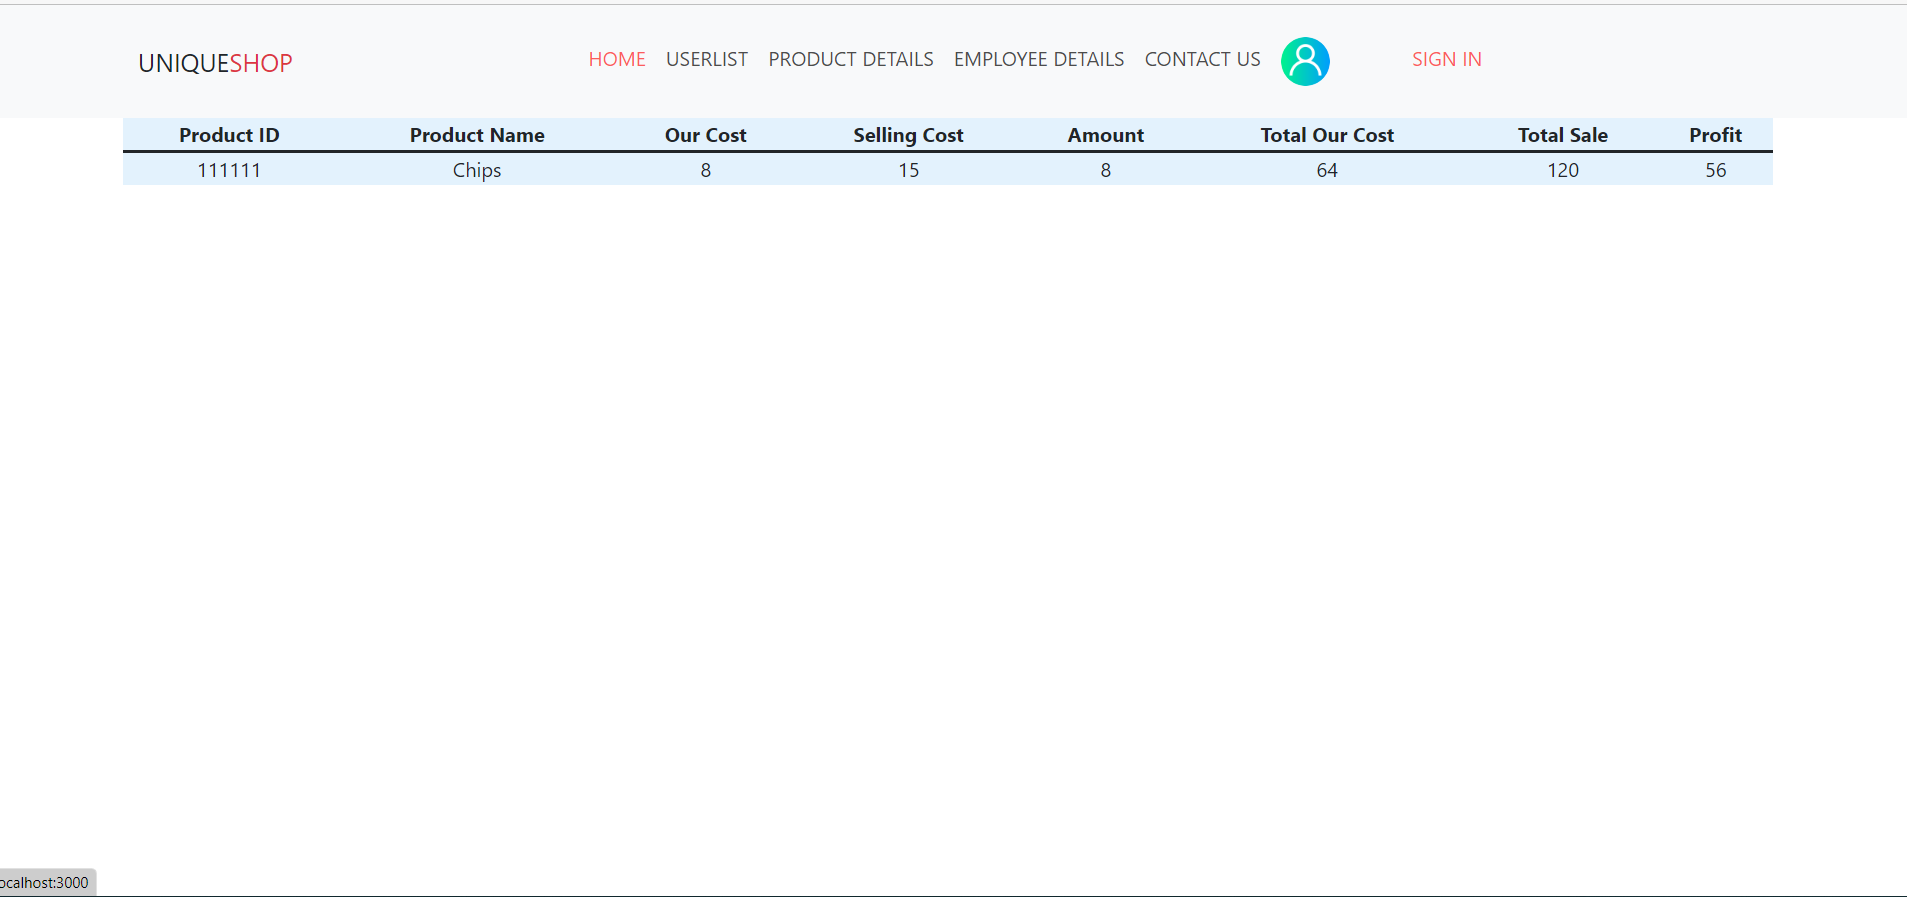 UNIQUESHOP HOME USERLIST PRODUCT DETAILS EMPLOYEE DETAILS CONTACT US SIGN IN
Product ID Product Name Our Cost Selling Cost Amount Total Our Cost Total Sale Profit
111111 Chips 8 15 8 64 120 56
ocalhost:3000